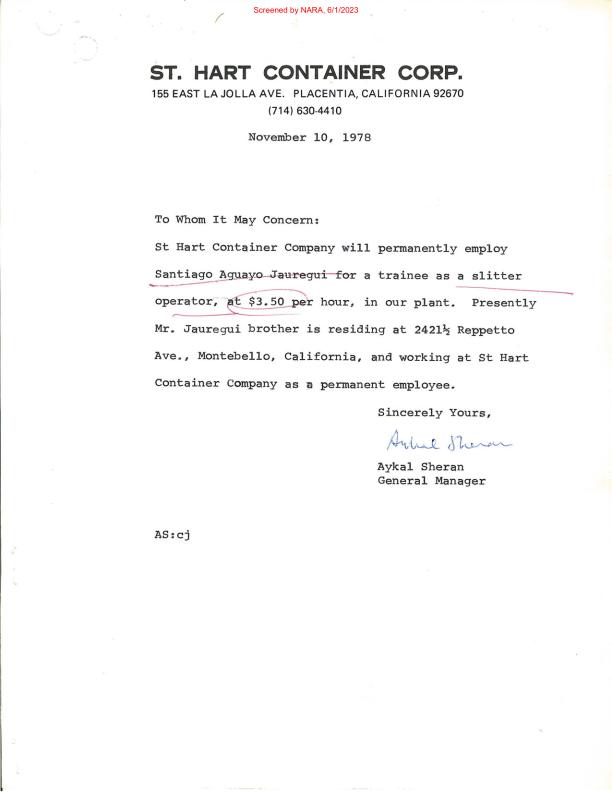 Screened by NARA, 6/1/2023
ST. HART CONTAINER CORP.
155 EAST LA JOLLA AVE. PLACENTIA, CALIFORNIA 92670
(714) 630-4410
November 10, 1978
To Whom It May Concern:
St Hart Container Company will permanently employ
Santiago Aguayo Jauregui for a trainee as a slitter
operator, at $3.50 per hour, in our plant. Presently
Mr. Jauregui brother is residing at 2421½ Reppetto
Ave., Montebello, California, and working at St Hart
Container Company as a permanent employee.
Sincerely Yours,
Aykal Sheran
Aykal Sheran
General Manager
AS:cj